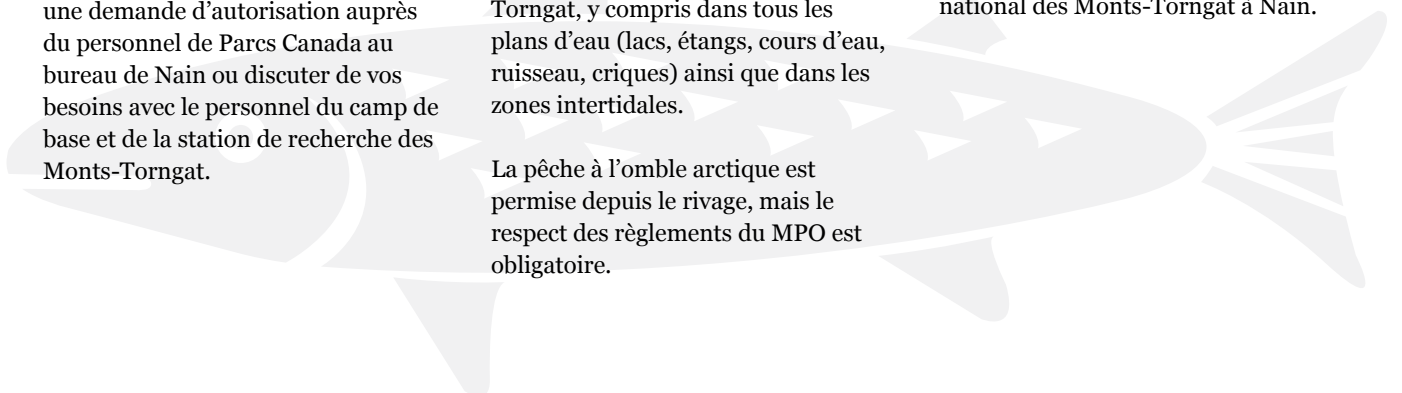 une demande d’autorisation auprès
du personnel de Parcs Canada au
bureau de Nain ou discuter de vos
besoins avec le personnel du camp de
base et de la station de recherche des
Monts-Torngat.
Torngat, y compris dans tous les
plans d’eau (lacs, étangs, cours d’eau,
ruisseau, criques) ainsi que dans les
zones intertidales.
La pêche à l’omble arctique est
permise depuis le rivage, mais le
respect des règlements du MPO est
obligatoire.
national des Monts-Torngat à Nain.